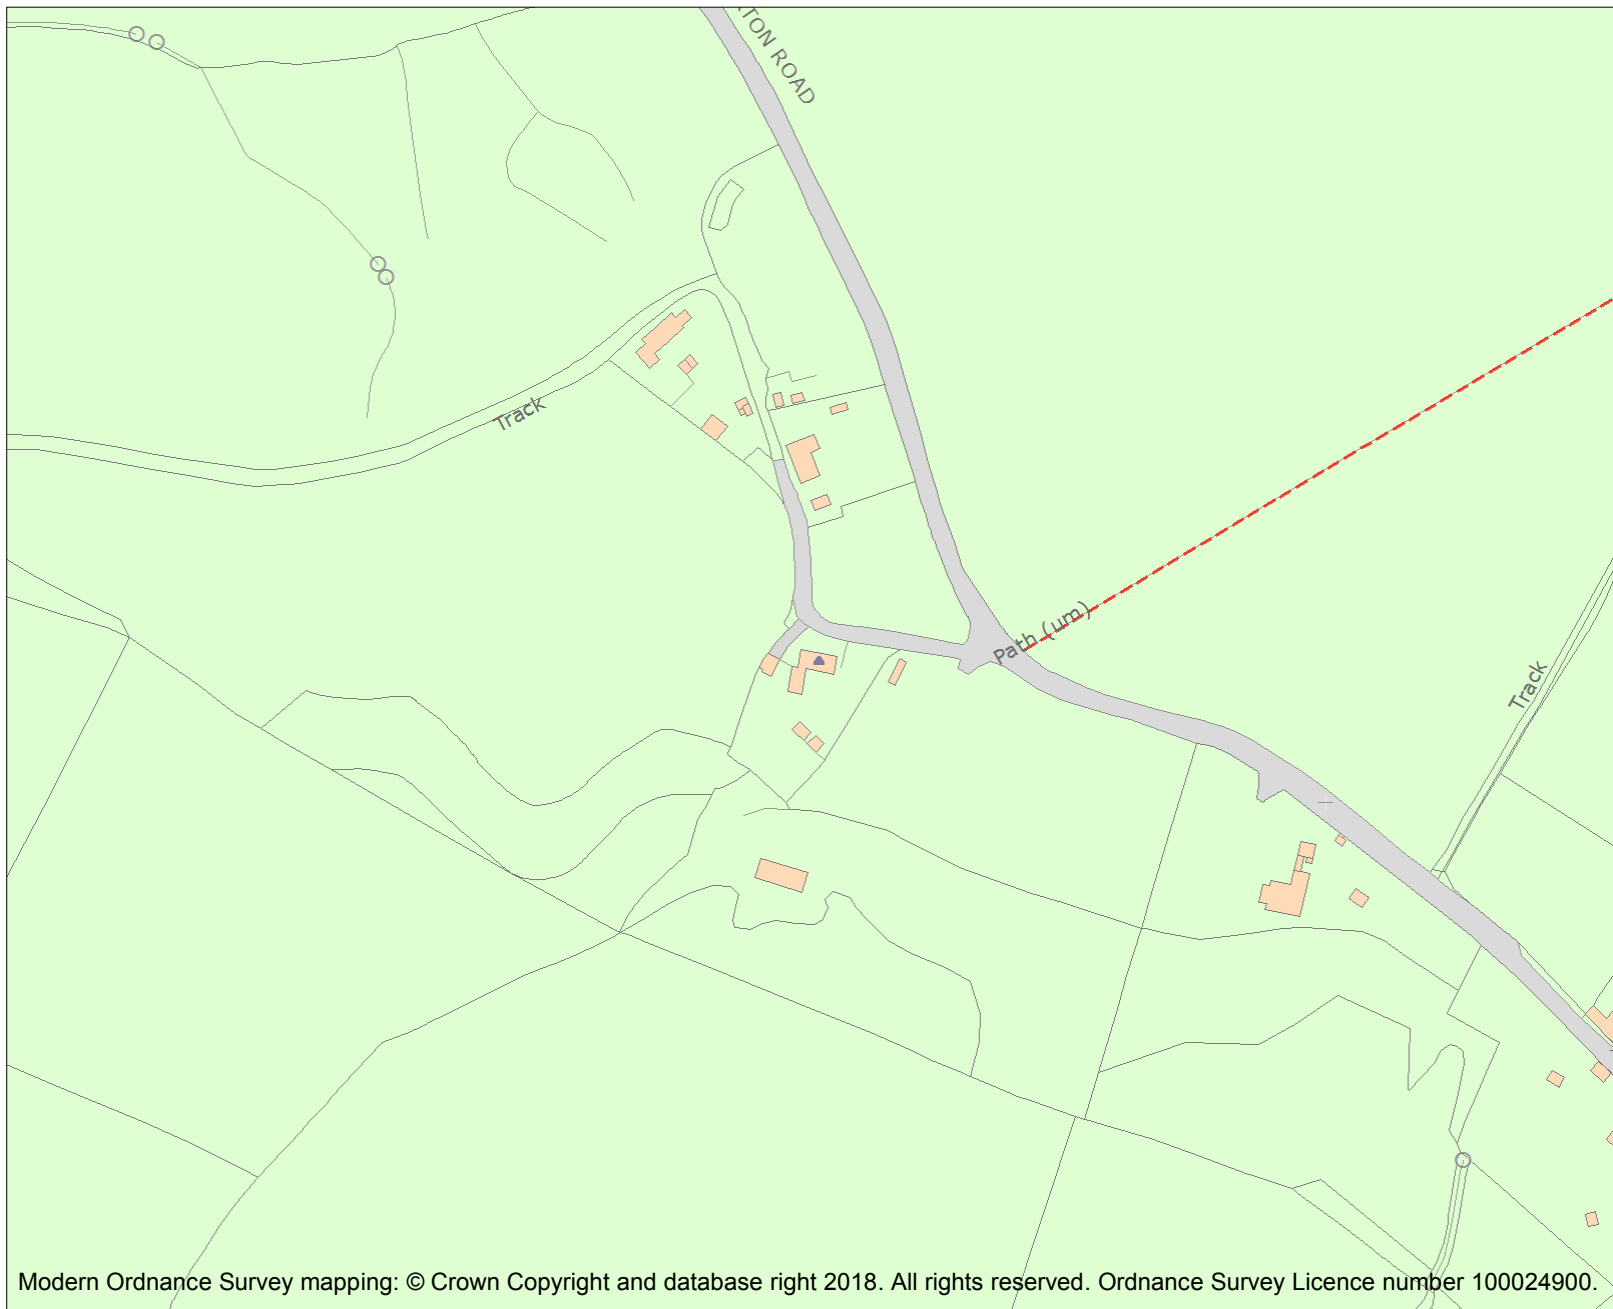 TON ROAD
Track
Path (um)
Track
Modern Ordnance Survey mapping: © Crown Copyright and database right 2018. All rights reserved. Ordnance Survey Licence number 100024900.